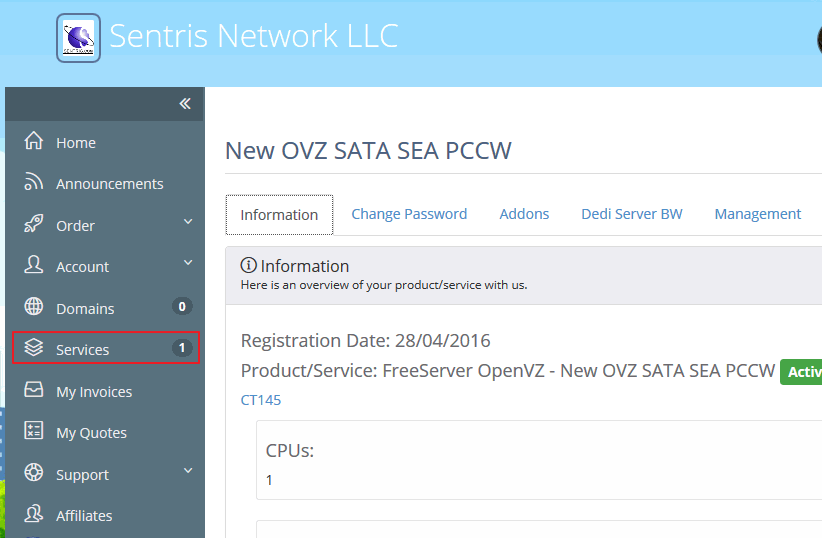 Sentris Network LLC
«
Home
Announcements
Order
Account
Domains 0
Services 1
My Invoices
My Quotes
Support
Affiliates
New OVZ SATA SEA PCCW
Information Change Password Addons Dedi Server BW Management
Information
Here is an overview of your product/service with us.
Registration Date: 28/04/2016
Product/Service: FreeServer OpenVZ - New OVZ SATA SEA PCCW Activ
CT145
CPUs:
1